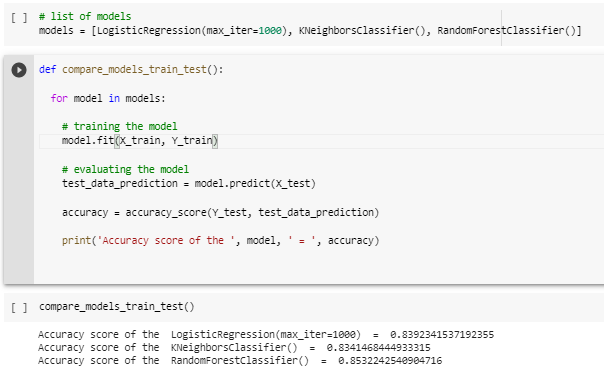 [ ] # list of models
models = [LogisticRegression(max_iter=1000), KNeighborsClassifier(), RandomForestClassifier()]
def compare_models_train_test():
for model in models:
# training the model
model.fit(X_train, Y_train)
# evaluating the model
test_data_prediction = model.predict(X_test)
accuracy = accuracy_score(Y_test, test_data_prediction)
print('Accuracy score of the ', model, ' = ', accuracy)
[ ] compare_models_train_test()
Accuracy score of the  LogisticRegression(max_iter=1000)  =  0.8392341537192355
Accuracy score of the  KNeighborsClassifier()  =  0.8341468444933315
Accuracy score of the  RandomForestClassifier()  =  0.8532242540904716